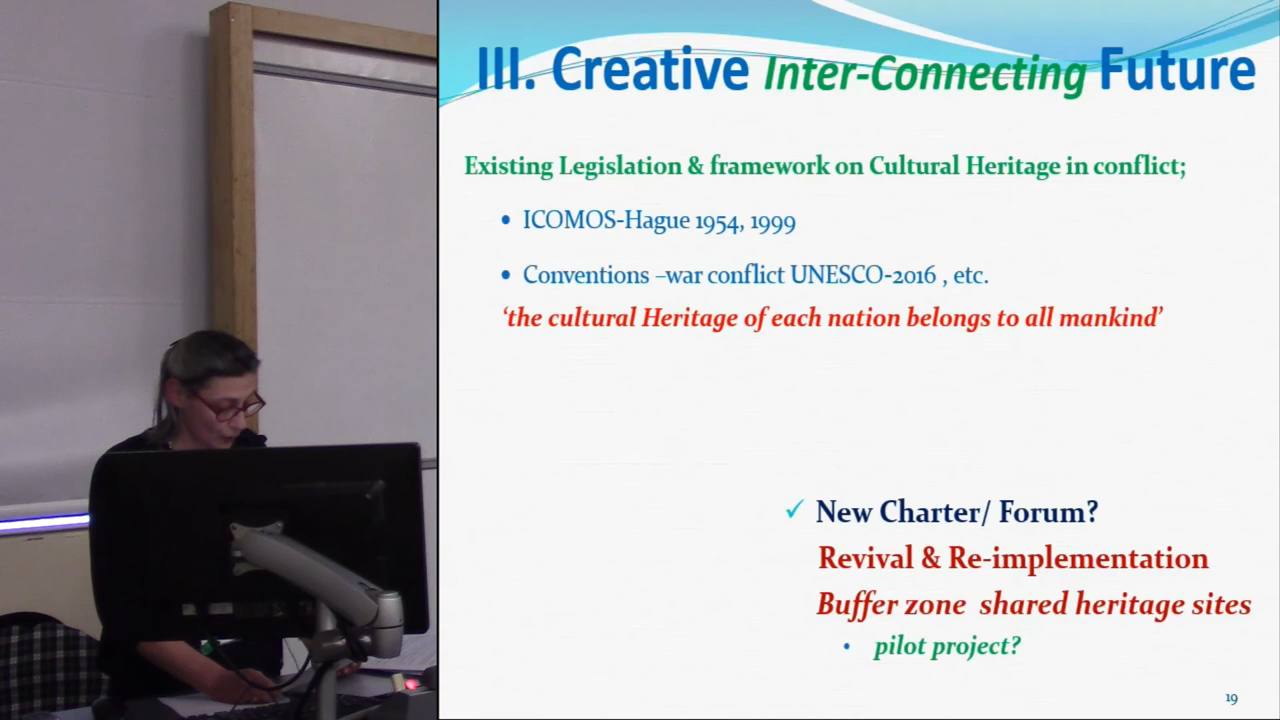 III. Creative Inter-Connecting Future
Existing Legislation & framework on Cultural Heritage in conflict;
• ICOMOS-Hague 1954, 1999
• Conventions –war conflict UNESCO-2016 , etc.
‘the cultural Heritage of each nation belongs to all mankind’
✓ New Charter/ Forum?
Revival & Re-implementation
Buffer zone shared heritage sites
• pilot project?
19